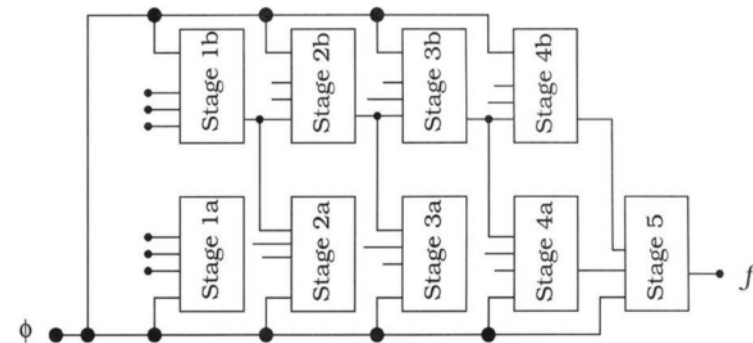 Stage 1b
Stage 2b
Stage 3b
Stage 4b
Stage 1a
Stage 2a
Stage 3a
Stage 4a
Stage 5
f
ϕ